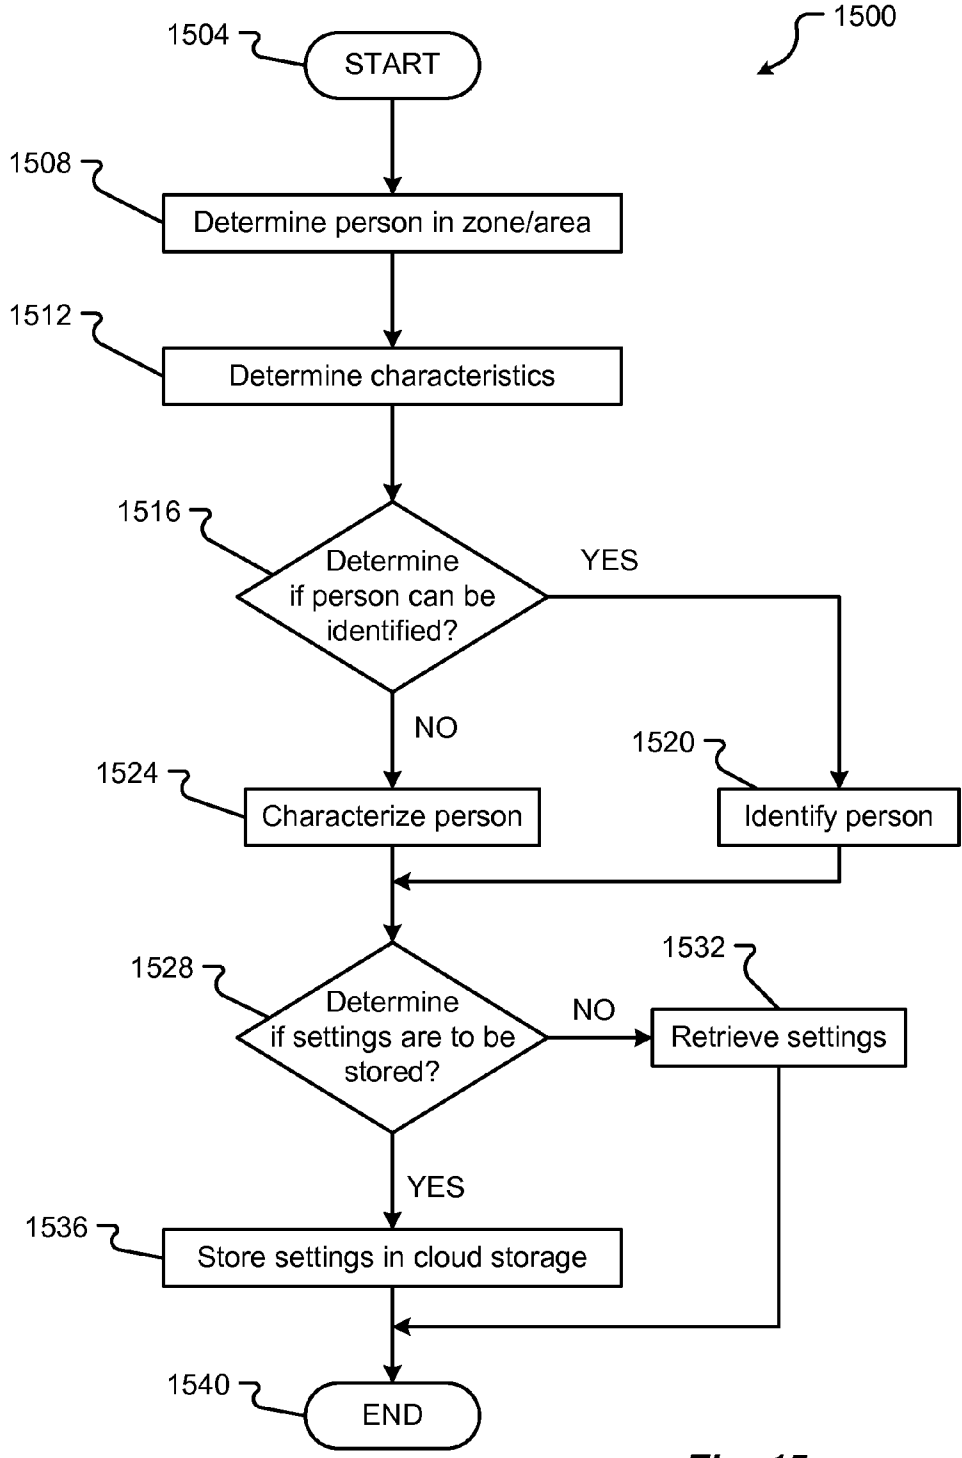 1500
1504
START
1508
Determine person in zone/area
1512
Determine characteristics
1516
Determine
if person can be
identified?
YES
NO
1520
1524
Characterize person
Identify person
1528
1532
Determine
if settings are to be
stored?
NO
Retrieve settings
YES
1536
Store settings in cloud storage
1540
END